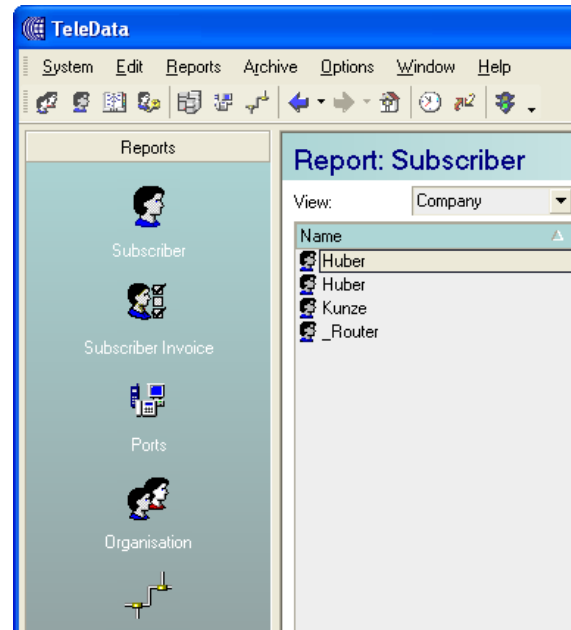 TeleData
System Edit Reports Archive Options Window Help
Reports
Subscriber
Subscriber Invoice
Ports
Organisation
Report: Subscriber
View: Company
Name
Huber
Huber
Kunze
_Router